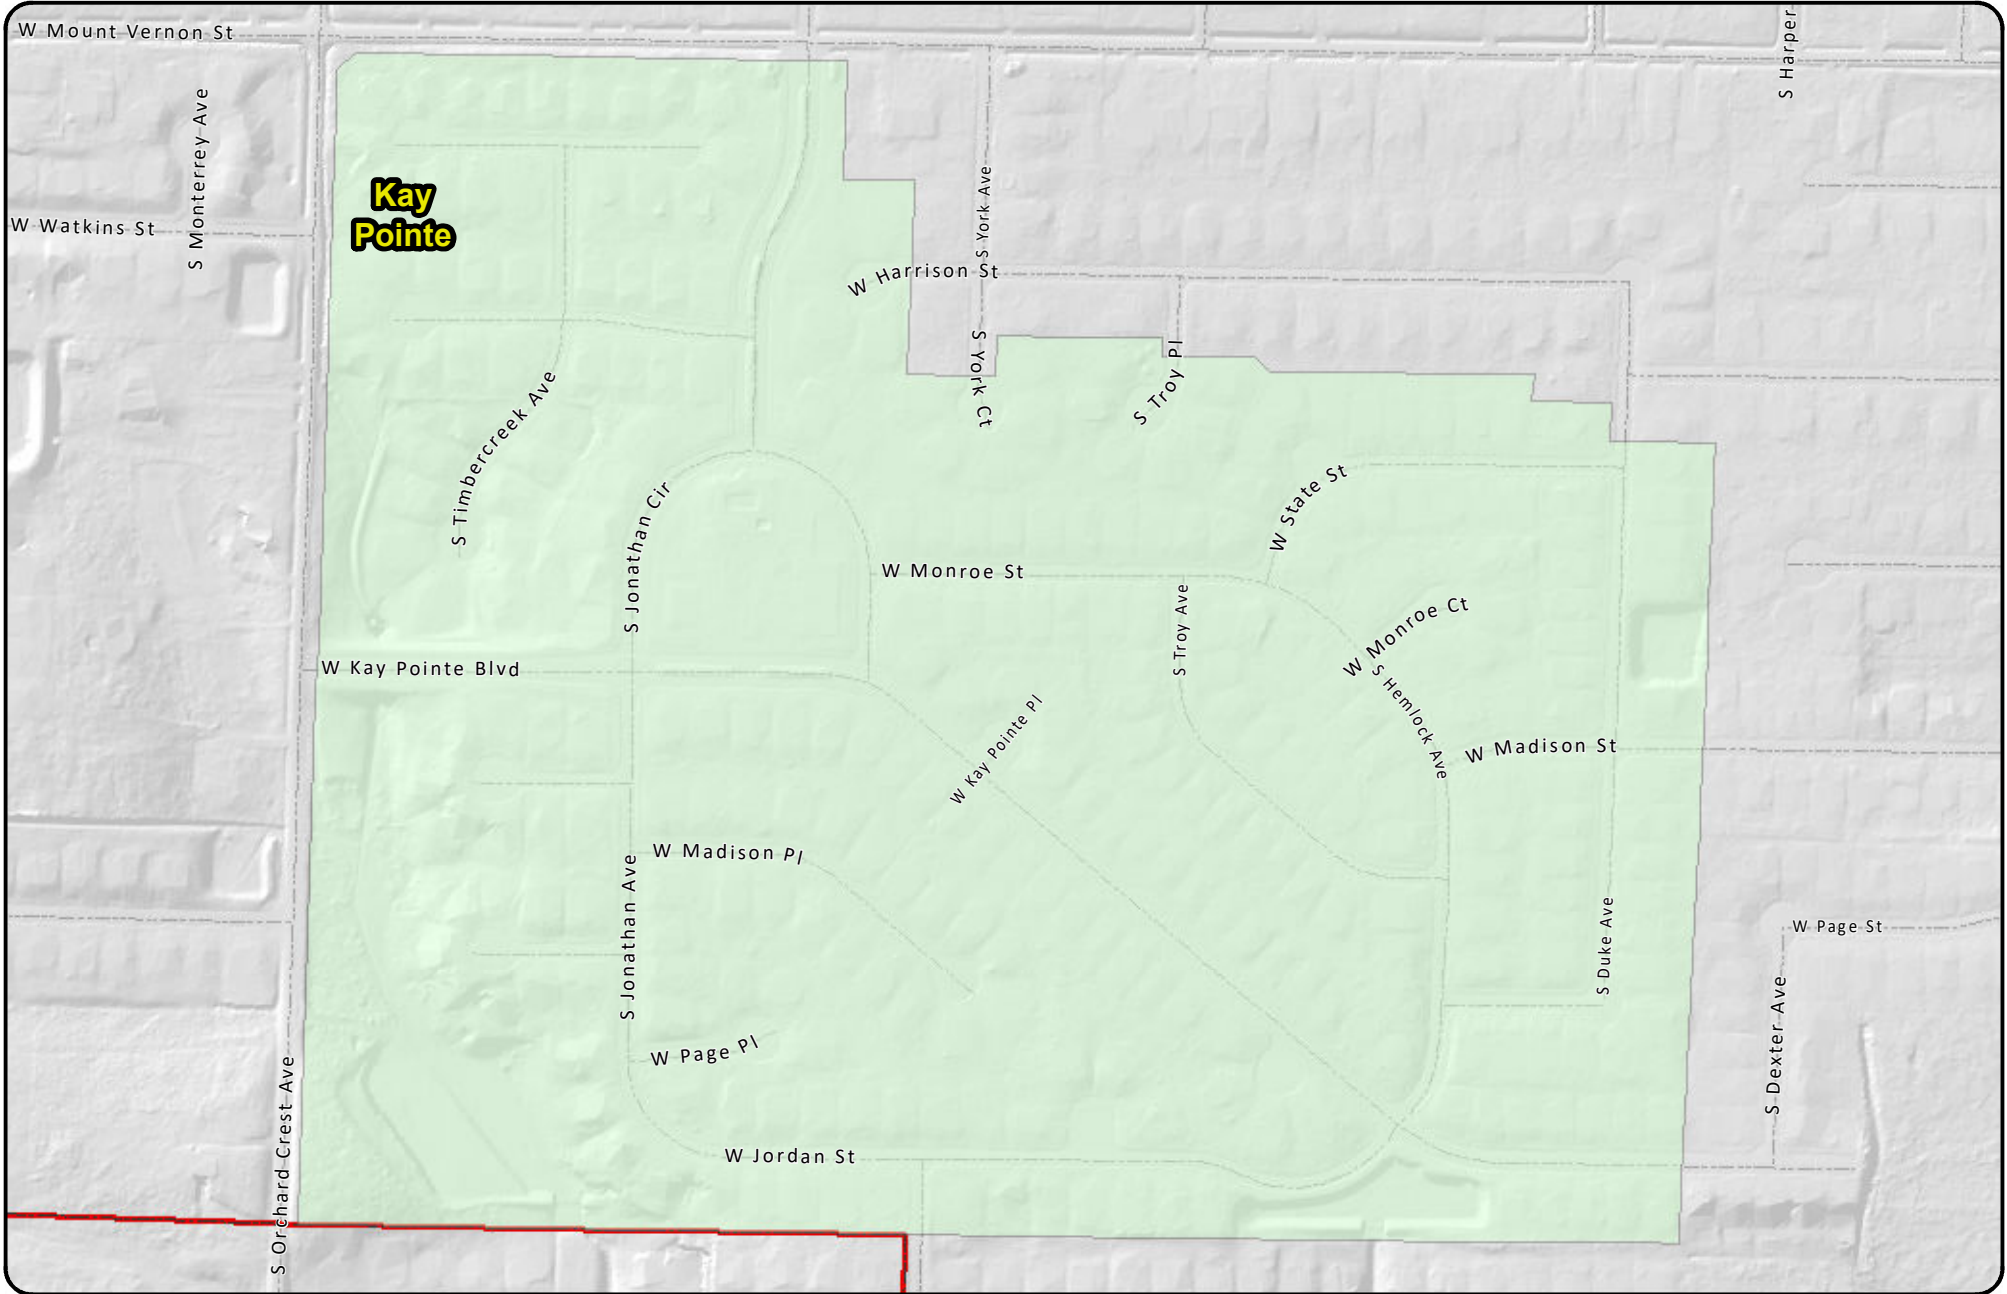 W Mount Vernon St
S Harper
S Monterrey Ave
Kay
Pointe
W Watkins St
S York Ave
W Harrison St
S York Ct
S Troy Pl
S Timbercreek Ave
S Jonathan Cir
W State St
W Monroe St
S Troy Ave
W Monroe Ct
S Hemlock Ave
W Kay Pointe Blvd
W Kay Pointe Pl
W Madison St
W Madison Pl
S Jonathan Ave
S Duke Ave
W Page St
S Dexter Ave
W Page Pl
W Jordan St
S Orchard Crest Ave